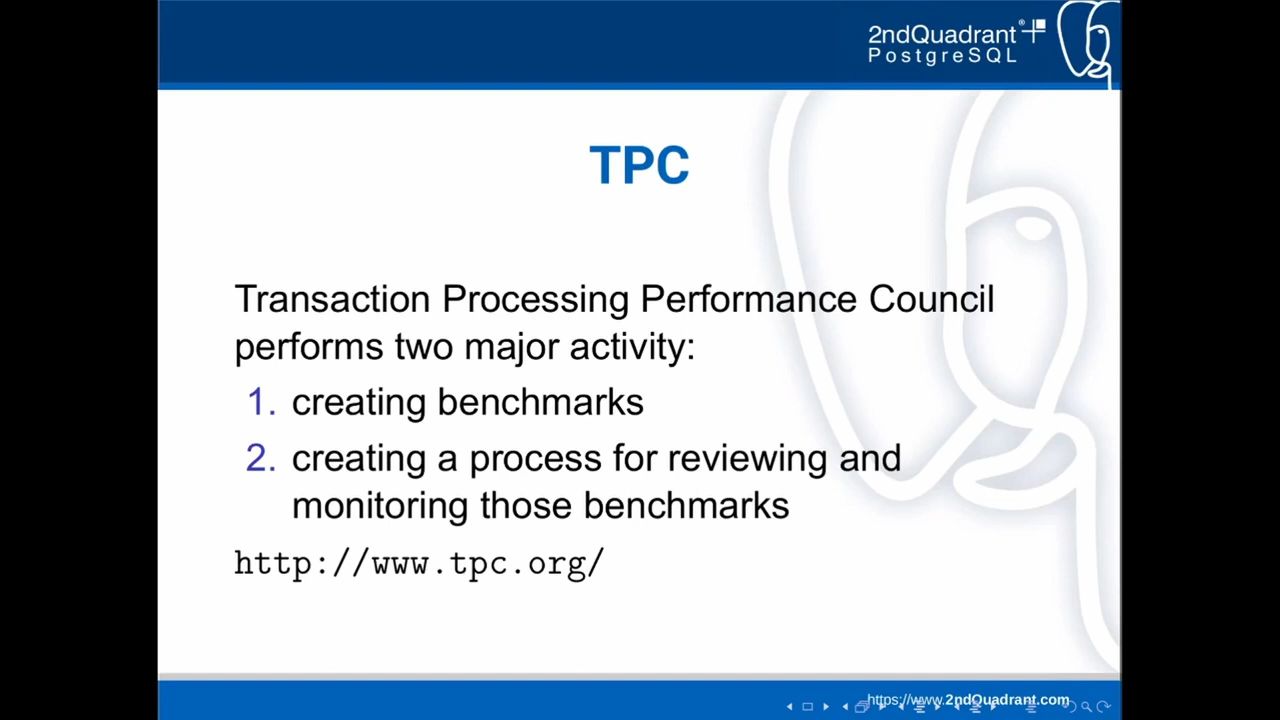 2ndQuadrant®
PostgreSQL
TPC
Transaction Processing Performance Council
performs two major activity:
1. creating benchmarks
2. creating a process for reviewing and
monitoring those benchmarks
http://www.tpc.org/
https://www.2ndQuadrant.com